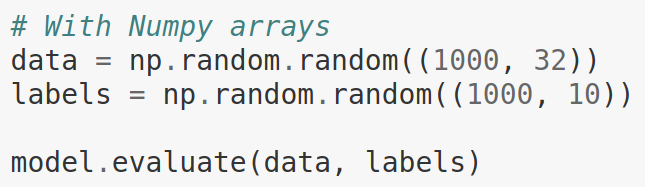 # With Numpy arrays
data = np.random.random((1000, 32))
labels = np.random.random((1000, 10))
model.evaluate(data, labels)